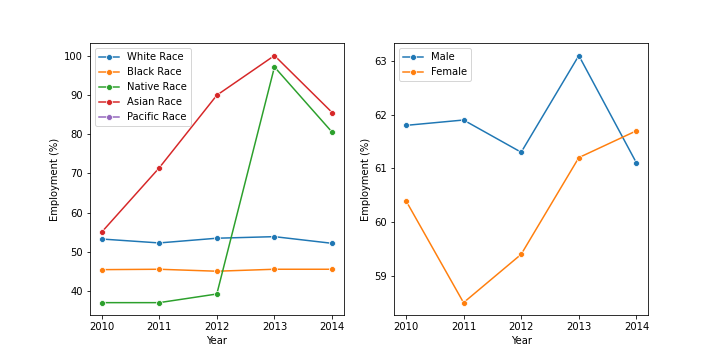 White Race
Black Race
Native Race
Asian Race
Pacific Race
100
90
80
70
60
50
40
Employment (%)
2010 2011 2012 2013 2014
Year
Male
Female
63
62
61
60
59
Employment (%)
2010 2011 2012 2013 2014
Year